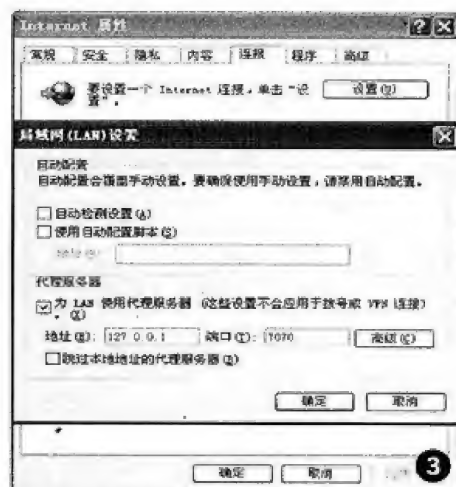 Internet 属性
常规 安全 隐私 内容 连接 程序 高级
要设置一个 Internet 连接，单击“设置”。
设置(U)
局域网(LAN)设置
自动配置
自动配置会覆盖手动设置。要确保使用手动设置，请禁用自动配置。
自动检测设置(A)
使用自动配置脚本(S)
地址(R):
代理服务器
为 LAN 使用代理服务器 (这些设置不会应用于拨号或 VPN 连接)
。(X)
地址(E): 127.0.0.1 端口(T): 7070 高级(C)
跳过本地地址的代理服务器(B)
确定 取消
确定 取消
3